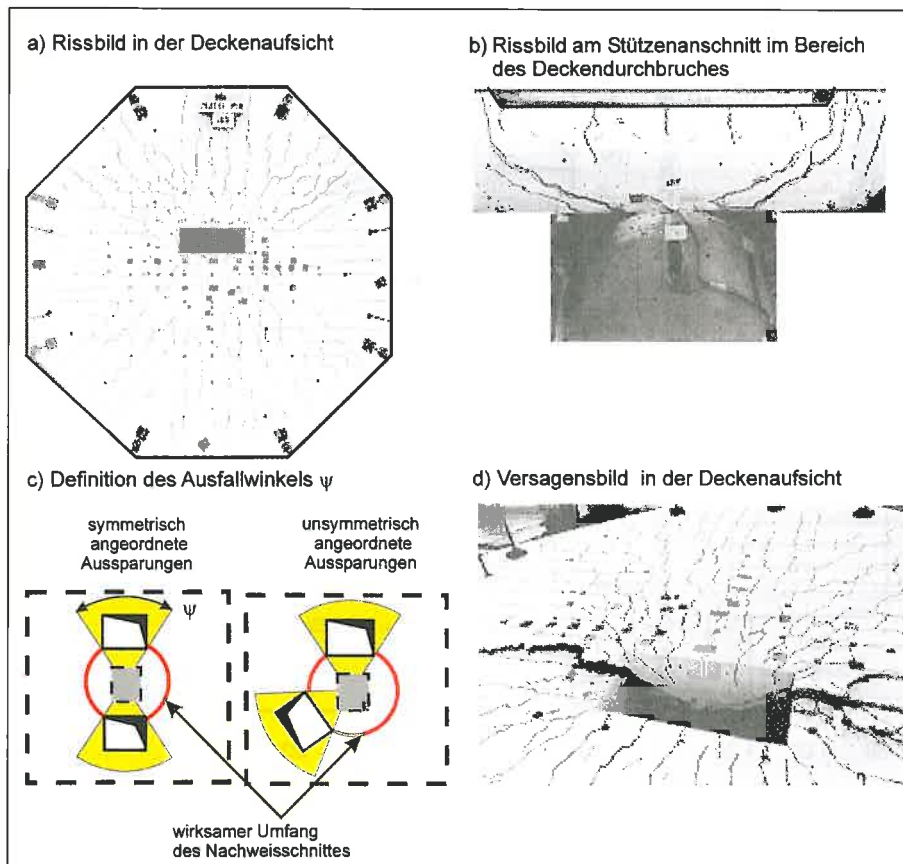 a) Rissbild in der Deckenaufsicht
b) Rissbild am Stützenanschnitt im Bereich
des Deckendurchbruches
c) Definition des Ausfallwinkels ψ
symmetrisch
angeordnete
Aussparungen
unsymmetrisch
angeordnete
Aussparungen
ψ
wirksamer Umfang
des Nachweisschnittes
d) Versagensbild in der Deckenaufsicht